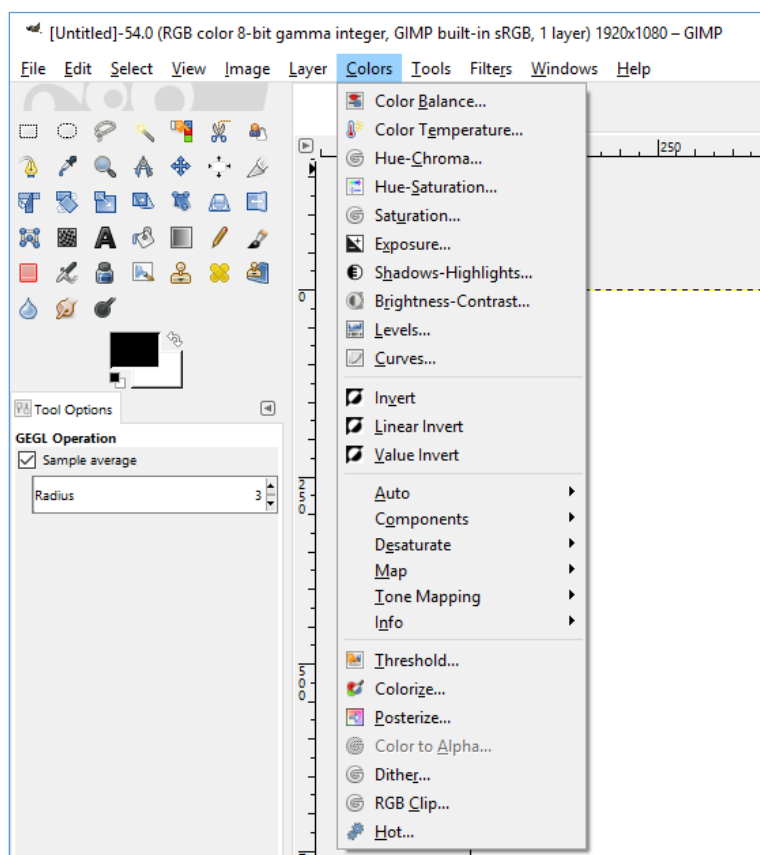 [Untitled]-54.0 (RGB color 8-bit gamma integer, GIMP built-in sRGB, 1 layer) 1920x1080 – GIMP
File Edit Select View Image Layer Colors Tools Filters Windows Help
Color Balance...
Color Temperature...
Hue-Chroma...
Hue-Saturation...
Saturation...
Exposure...
Shadows-Highlights...
Brightness-Contrast...
Levels...
Curves...
Invert
Linear Invert
Value Invert
Auto
Components
Desaturate
Map
Tone Mapping
Info
Threshold...
Colorize...
Posterize...
Color to Alpha...
Dither...
RGB Clip...
Hot...
Tool Options
GEGL Operation
Sample average
Radius 3
250
0
250
500